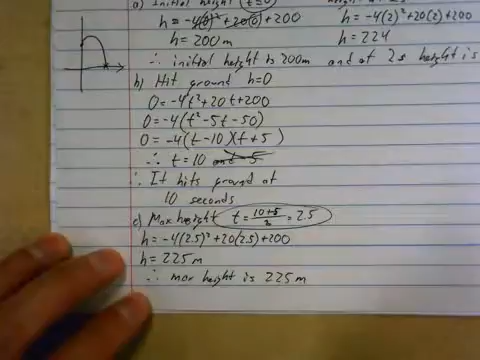 a) Initial height (t=0)
h=-4(0)²+20(0)+200
h=-4(2)²+20(2)+200
h=200m
h=224
∴ initial height is 200m and at 2s height is
b) Hit ground h=0
0=-4t²+20t+200
0=-4(t²-5t-50)
0=-4(t-10)(t+5)
∴ t=10 and -5
∴ It hits ground at
10 seconds
c) Max height t=(10+5)/2=2.5
h=-4(2.5)²+20(2.5)+200
h=225m
∴ max height is 225m